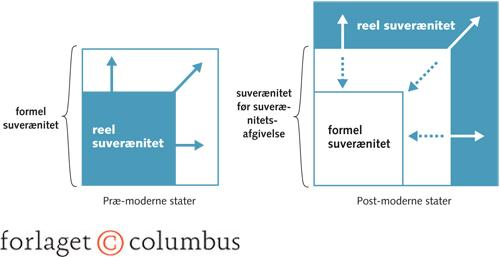 formel
suverænitet
reel
suverænitet
Præ-moderne stater
reel suverænitet
suverænitet
før suveræ-
nitets-
afgivelse
formel
suverænitet
Post-moderne stater
forlaget © columbus